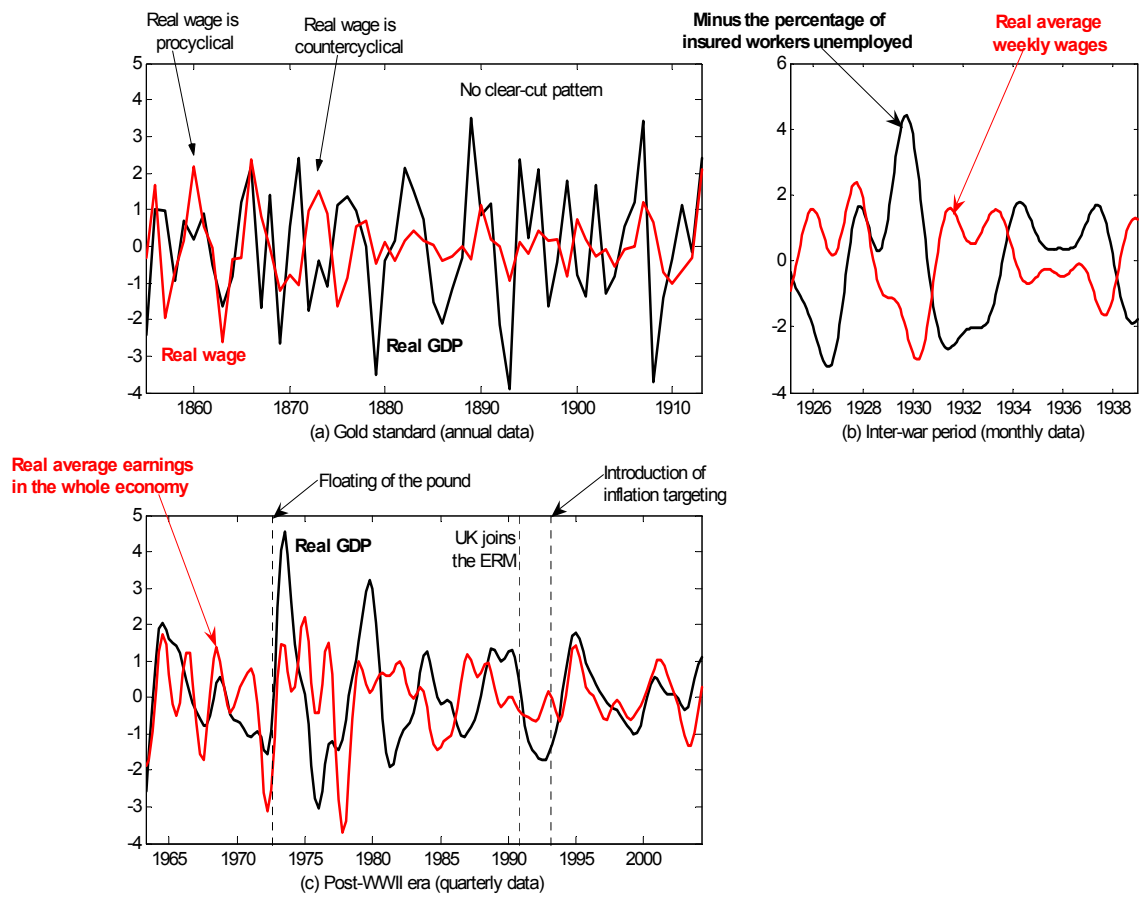 Real wage is
procyclical
Real wage is
countercyclical
No clear-cut pattern
5
4
3
2
1
0
-1
-2
-3
-4
Real wage
Real GDP
1860
1870
1880
1890
1900
1910
(a) Gold standard (annual data)
Minus the percentage of
insured workers unemployed
Real average
weekly wages
6
4
2
0
-2
-4
1926
1928
1930
1932
1934
1936
1938
(b) Inter-war period (monthly data)
Real average earnings
in the whole economy
Floating of the pound
Introduction of
inflation targeting
UK joins
the ERM
Real GDP
5
4
3
2
1
0
-1
-2
-3
-4
1965
1970
1975
1980
1985
1990
1995
2000
(c) Post-WWII era (quarterly data)